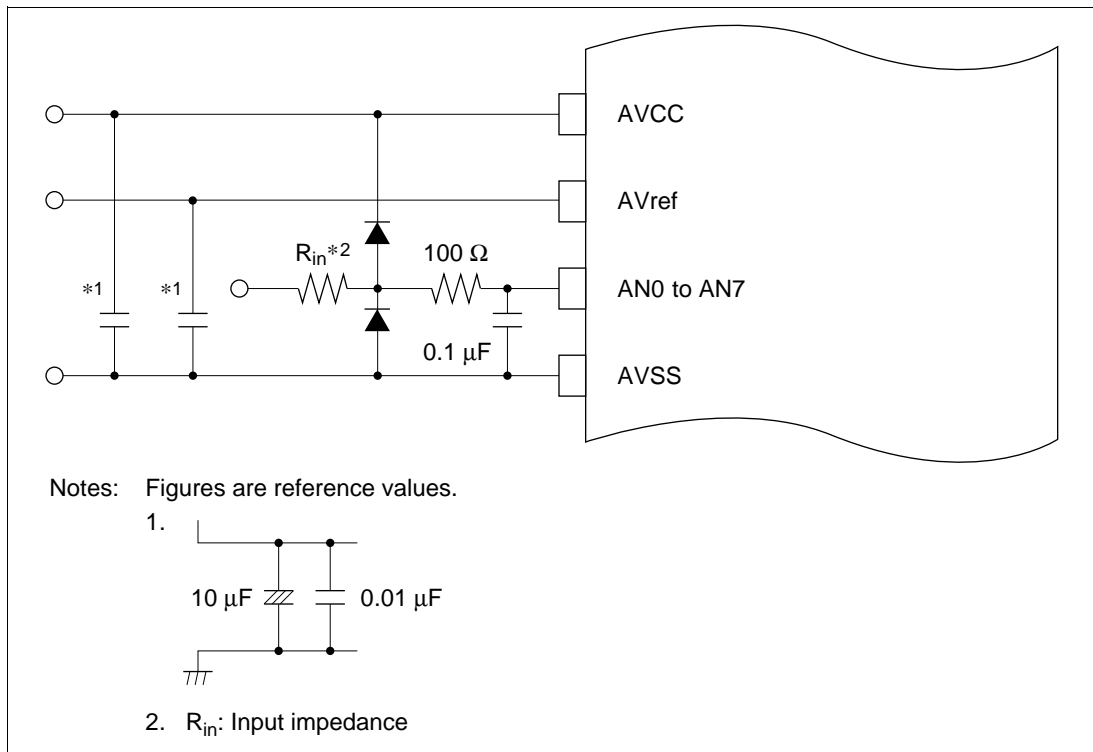 AVCC
AVref
Rin*2
100 Ω
*1
*1
AN0 to AN7
0.1 μF
AVSS
Notes: Figures are reference values.
1.
10 μF
0.01 μF
2. Rin: Input impedance